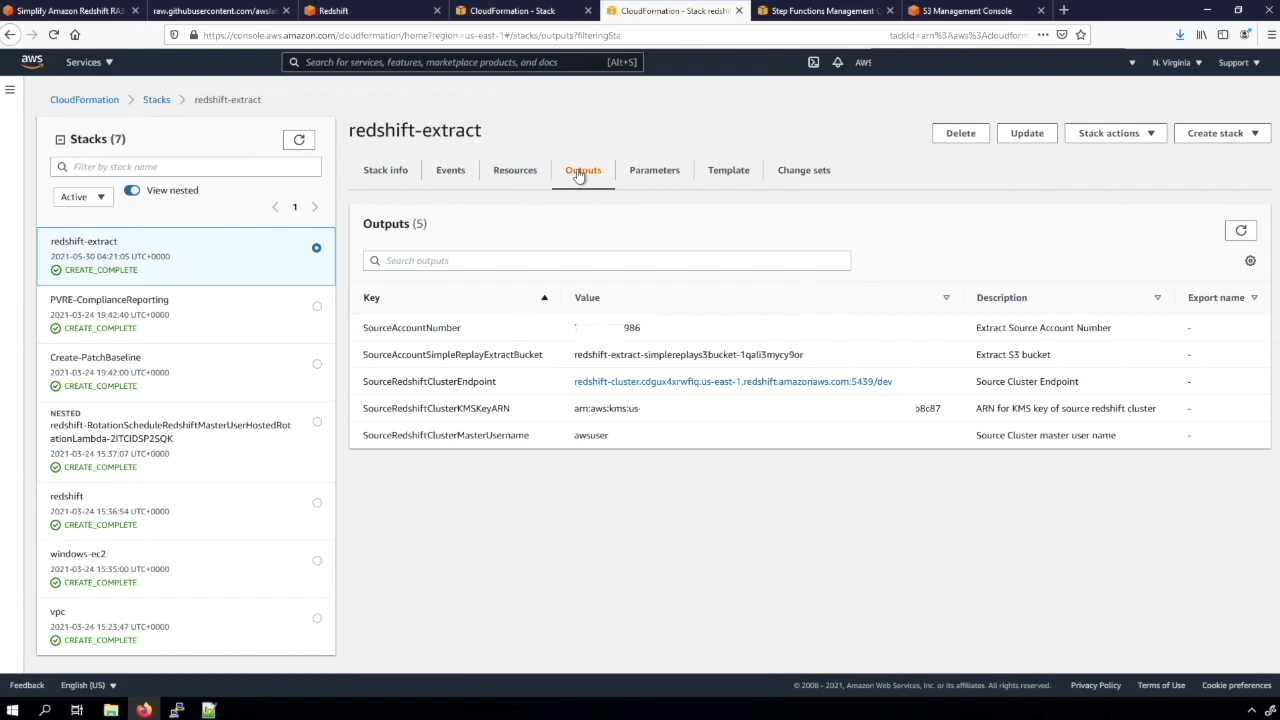 Simplify Amazon Redshift RA3
raw.githubusercontent.com/awslab
Redshift
CloudFormation - Stack
CloudFormation - Stack redshif
Step Functions Management C
S3 Management Console
https://console.aws.amazon.com/cloudformation/home?region=us-east-1#/stacks/outputs?filteringSta
tackId=arn%3Aaws%3Acloudform
aws
Services
Search for services, features, marketplace products, and docs
[Alt+S]
AWS
N. Virginia
Support
CloudFormation
Stacks
redshift-extract
Stacks (7)
Filter by stack name
Active
View nested
1
redshift-extract
2021-05-30 04:21:05 UTC+0000
CREATE_COMPLETE
PVRE-ComplianceReporting
2021-03-24 19:42:40 UTC+0000
CREATE_COMPLETE
Create-PatchBaseline
2021-03-24 19:42:00 UTC+0000
CREATE_COMPLETE
NESTED
redshift-RotationScheduleRedshiftMasterUserHostedRot
ationLambda-2ITCIDSP2SQK
2021-03-24 15:37:07 UTC+0000
CREATE_COMPLETE
redshift
2021-03-24 15:36:54 UTC+0000
CREATE_COMPLETE
windows-ec2
2021-03-24 15:35:00 UTC+0000
CREATE_COMPLETE
vpc
2021-03-24 15:23:47 UTC+0000
CREATE_COMPLETE
redshift-extract
Delete
Update
Stack actions
Create stack
Stack info
Events
Resources
Outputs
Parameters
Template
Change sets
Outputs (5)
Search outputs
Key
Value
Description
Export name
SourceAccountNumber
986
Extract Source Account Number
-
SourceAccountSimpleReplayExtractBucket
redshift-extract-simplereplays3bucket-1qali3mycy9or
Extract S3 bucket
-
SourceRedshiftClusterEndpoint
redshift-cluster.cdgux4xrwfiq.us-east-1.redshift.amazonaws.com:5439/dev
Source Cluster Endpoint
-
SourceRedshiftClusterKMSKeyARN
arn:aws:kms:us-
b8c87
ARN for KMS key of source redshift cluster
-
SourceRedshiftClusterMasterUsername
awsuser
Source Cluster master user name
-
Feedback
English (US)
© 2008 - 2021, Amazon Web Services, Inc. or its affiliates. All rights reserved.
Privacy Policy
Terms of Use
Cookie preferences